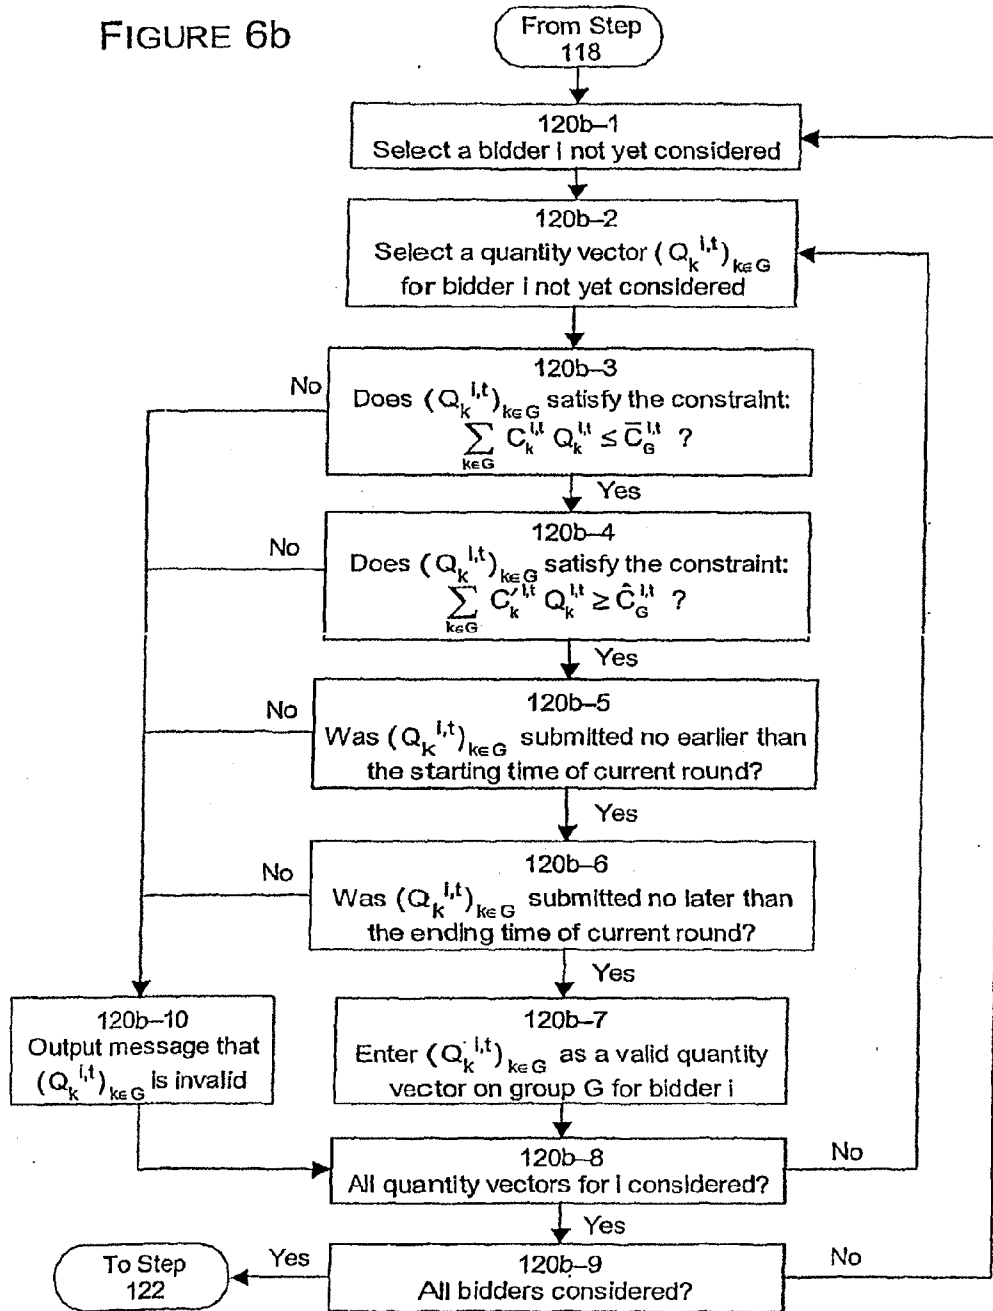 FIGURE 6b
From Step
118
120b–1
Select a bidder i not yet considered
120b–2
Select a quantity vector (Q_k^{i,t})_{k∈G}
for bidder i not yet considered
120b–3
Does (Q_k^{i,t})_{k∈G} satisfy the constraint:
∑_{k∈G} C_k^{i,t} Q_k^{i,t} ≤ C̄_G^{i,t} ?
No
Yes
120b–4
Does (Q_k^{i,t})_{k∈G} satisfy the constraint:
∑_{k∈G} C'_k^{i,t} Q_k^{i,t} ≥ Ĉ_G^{i,t} ?
No
Yes
120b–5
Was (Q_k^{i,t})_{k∈G} submitted no earlier than
the starting time of current round?
No
Yes
120b–6
Was (Q_k^{i,t})_{k∈G} submitted no later than
the ending time of current round?
No
Yes
120b–7
Enter (Q_k^{i,t})_{k∈G} as a valid quantity
vector on group G for bidder i
120b–10
Output message that
(Q_k^{i,t})_{k∈G} is invalid
120b–8
All quantity vectors for i considered?
No
Yes
120b–9
All bidders considered?
Yes
No
To Step
122